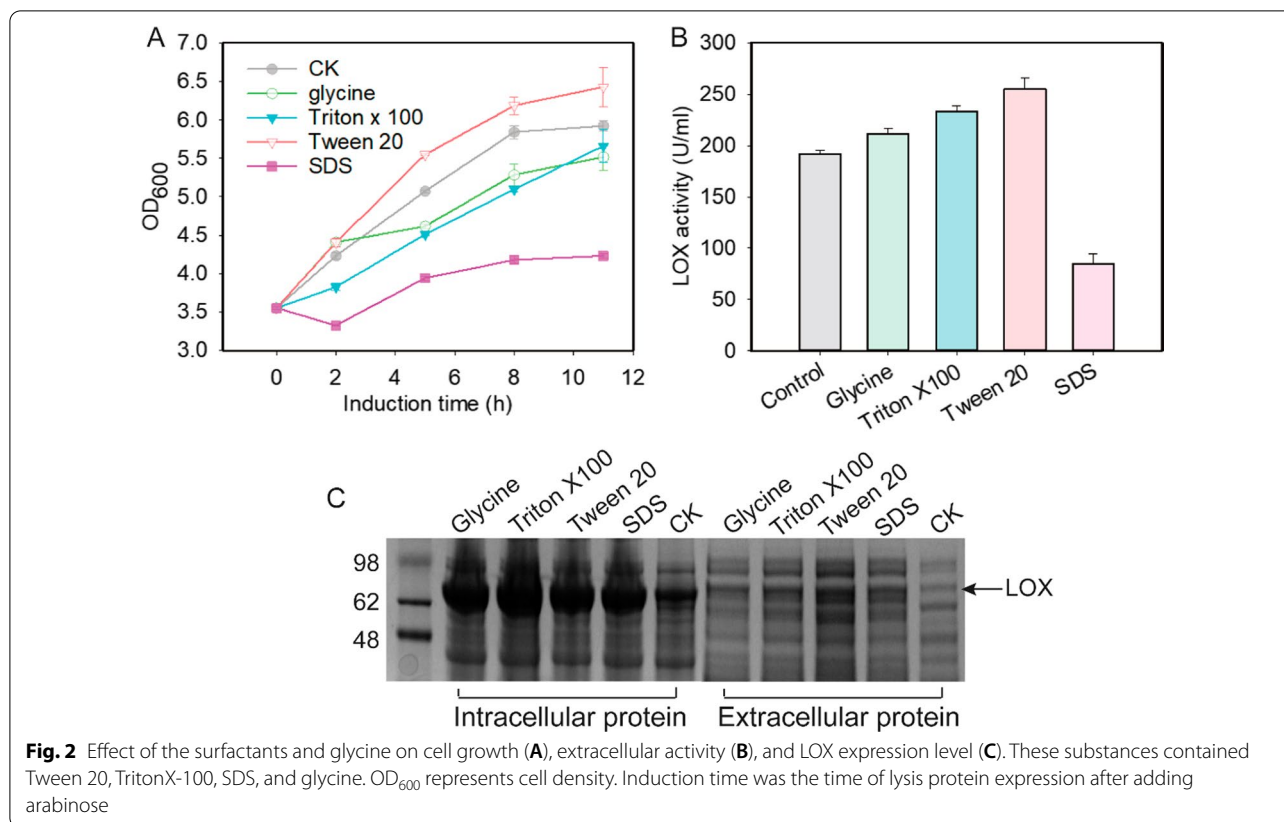 A
7.0
6.5
6.0
5.5
5.0
4.5
4.0
3.5
3.0
OD600
CK
glycine
Triton x 100
Tween 20
SDS
0 2 4 6 8 10 12
Induction time (h)
B
300
250
200
150
100
50
0
LOX activity (U/ml)
Control
Glycine
Triton X100
Tween 20
SDS
C
Glycine Triton X100 Tween 20 SDS CK Glycine Triton X100 Tween 20 SDS CK
98
62
48
LOX
Intracellular protein Extracellular protein
Fig. 2 Effect of the surfactants and glycine on cell growth (A), extracellular activity (B), and LOX expression level (C). These substances contained
Tween 20, TritonX-100, SDS, and glycine. OD600 represents cell density. Induction time was the time of lysis protein expression after adding
arabinose